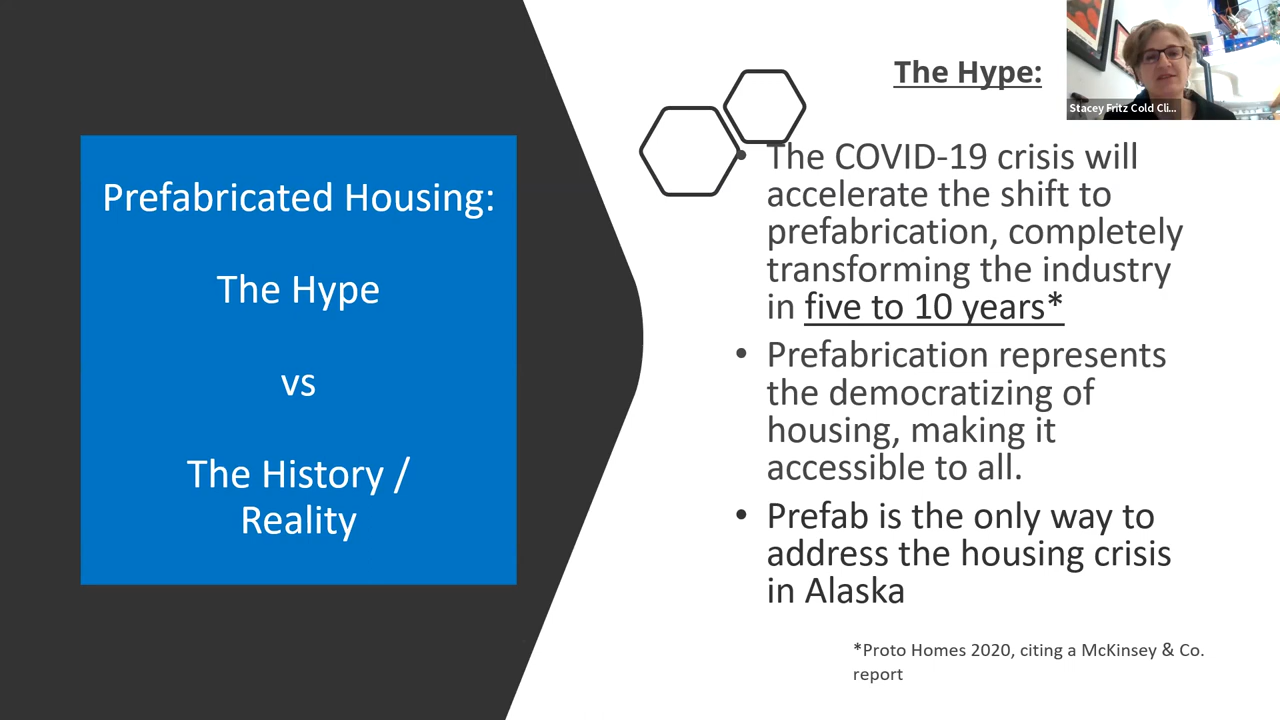 Prefabricated Housing:
The Hype
vs
The History /
Reality
The Hype:
• The COVID-19 crisis will
accelerate the shift to
prefabrication, completely
transforming the industry
in five to 10 years*
• Prefabrication represents
the democratizing of
housing, making it
accessible to all.
• Prefab is the only way to
address the housing crisis
in Alaska
*Proto Homes 2020, citing a McKinsey & Co.
report
Stacey Fritz Cold Cli...